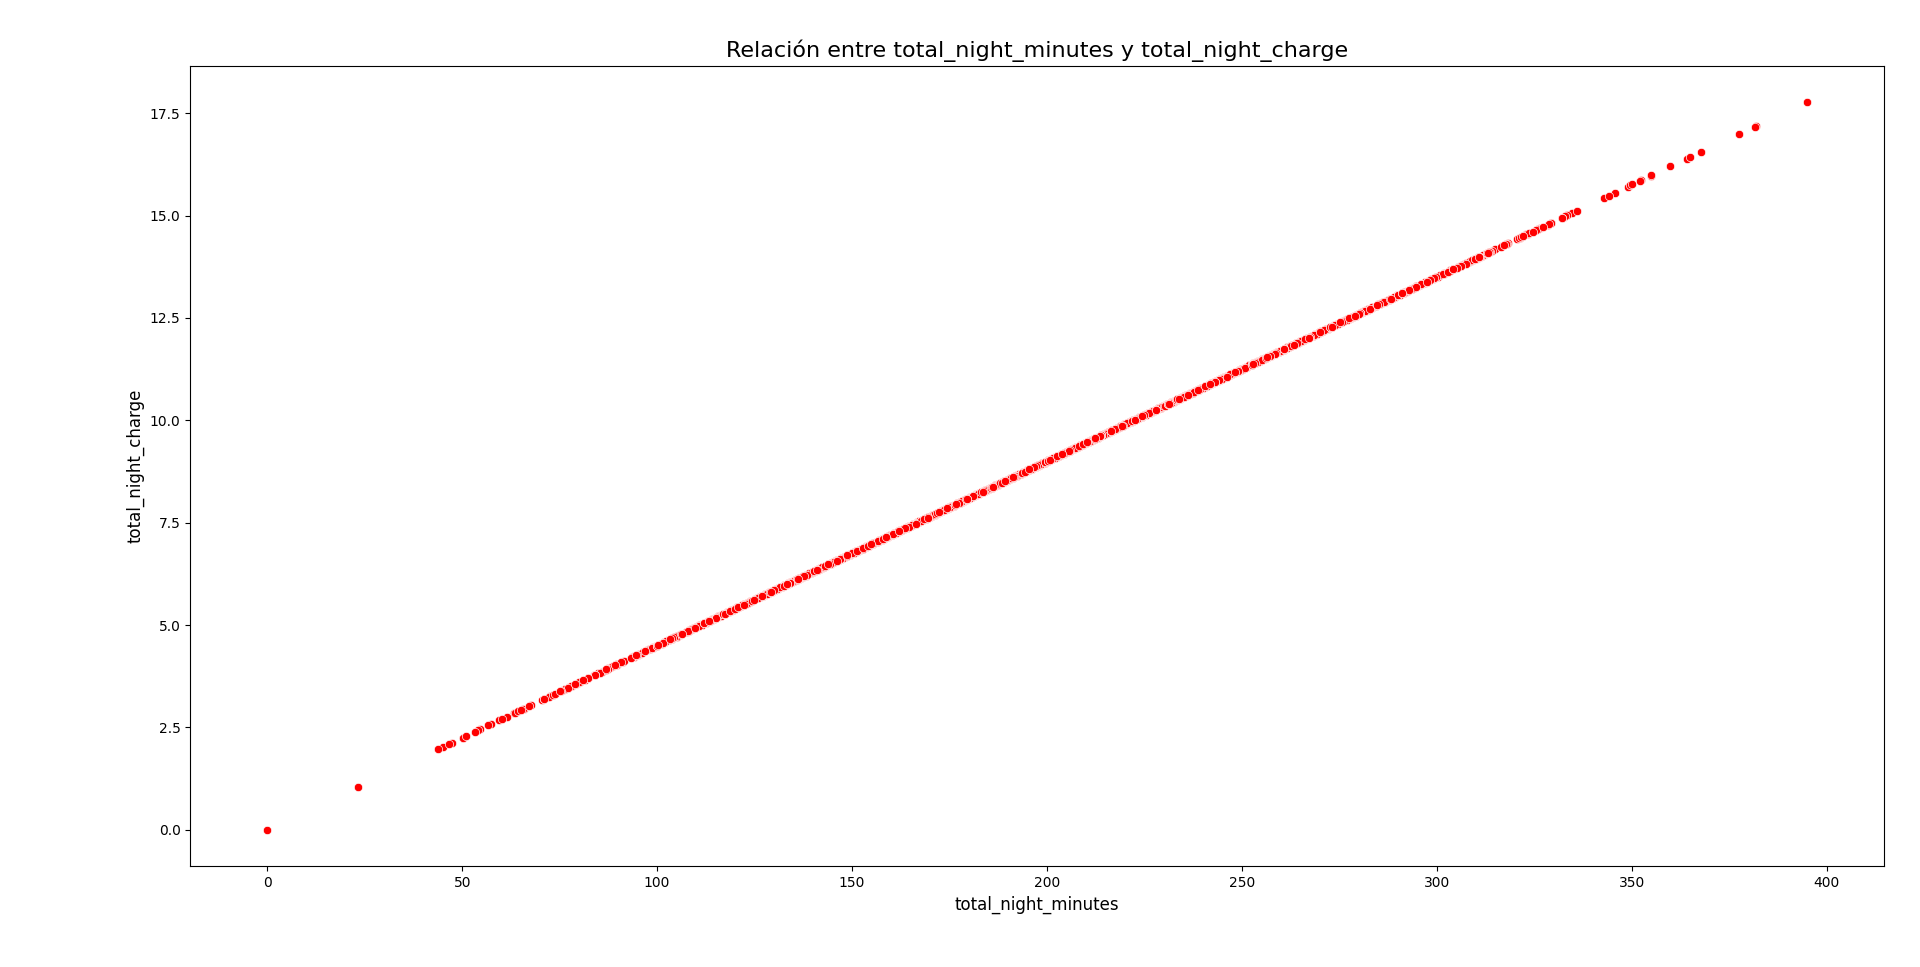 Relación entre total_night_minutes y total_night_charge
17.5
15.0
12.5
10.0
7.5
5.0
2.5
0.0
total_night_charge
0 50 100 150 200 250 300 350 400
total_night_minutes